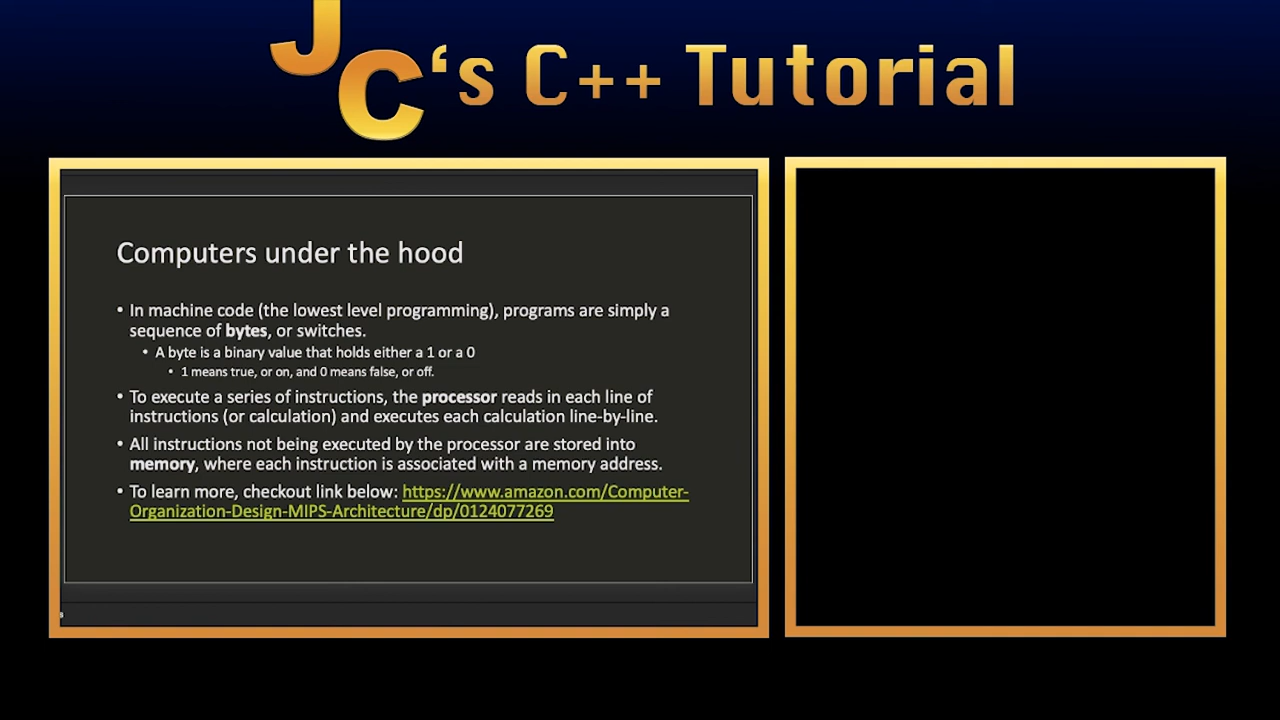 JC‘s C++ Tutorial
Computers under the hood
• In machine code (the lowest level programming), programs are simply a
sequence of bytes, or switches.
• A byte is a binary value that holds either a 1 or a 0
• 1 means true, or on, and 0 means false, or off.
• To execute a series of instructions, the processor reads in each line of
instructions (or calculation) and executes each calculation line-by-line.
• All instructions not being executed by the processor are stored into
memory, where each instruction is associated with a memory address.
• To learn more, checkout link below: https://www.amazon.com/Computer-
Organization-Design-MIPS-Architecture/dp/0124077269